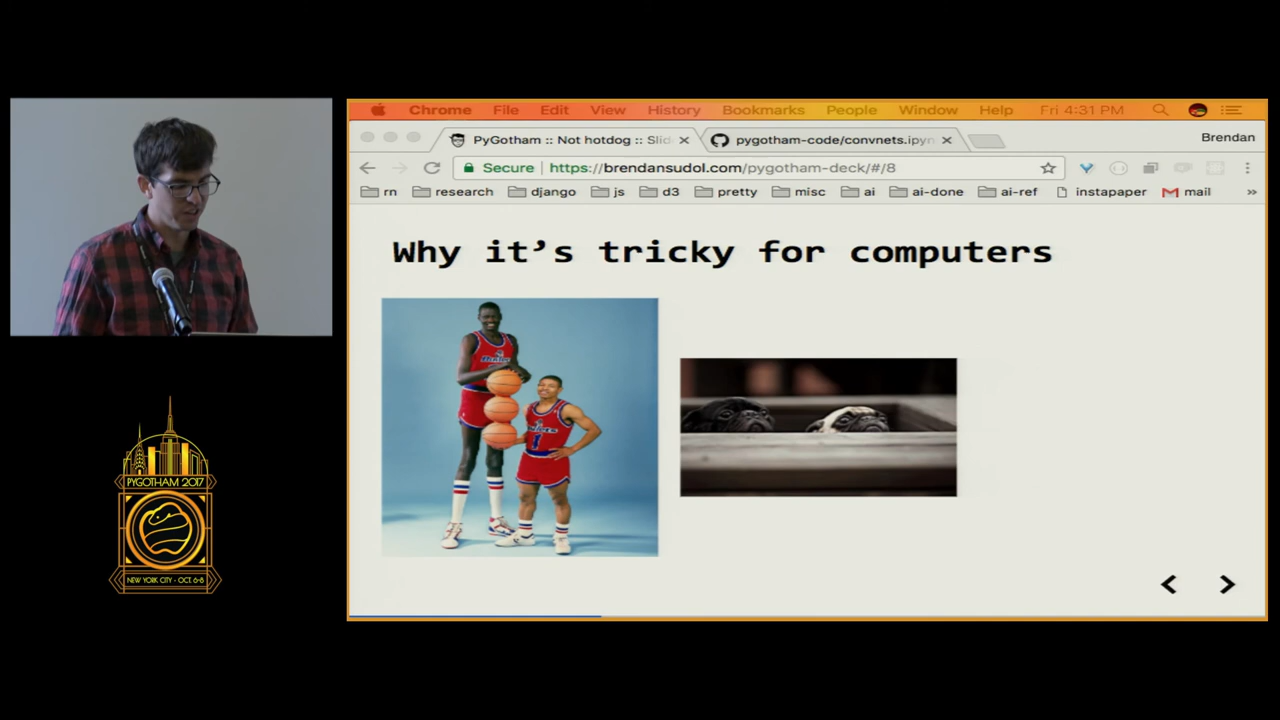 Chrome File Edit View History Bookmarks People Window Help Fri 4:31 PM
PyGotham :: Not hotdog :: Slid
pygotham-code/convnets.ipyn
Brendan
Secure
https://brendansudol.com/pygotham-deck/#/8
rn research django js d3 pretty misc ai ai-done ai-ref instapaper mail »
Why it’s tricky for computers
1
PYGOTHAM 2017
NEW YORK CITY - OCT. 6-8